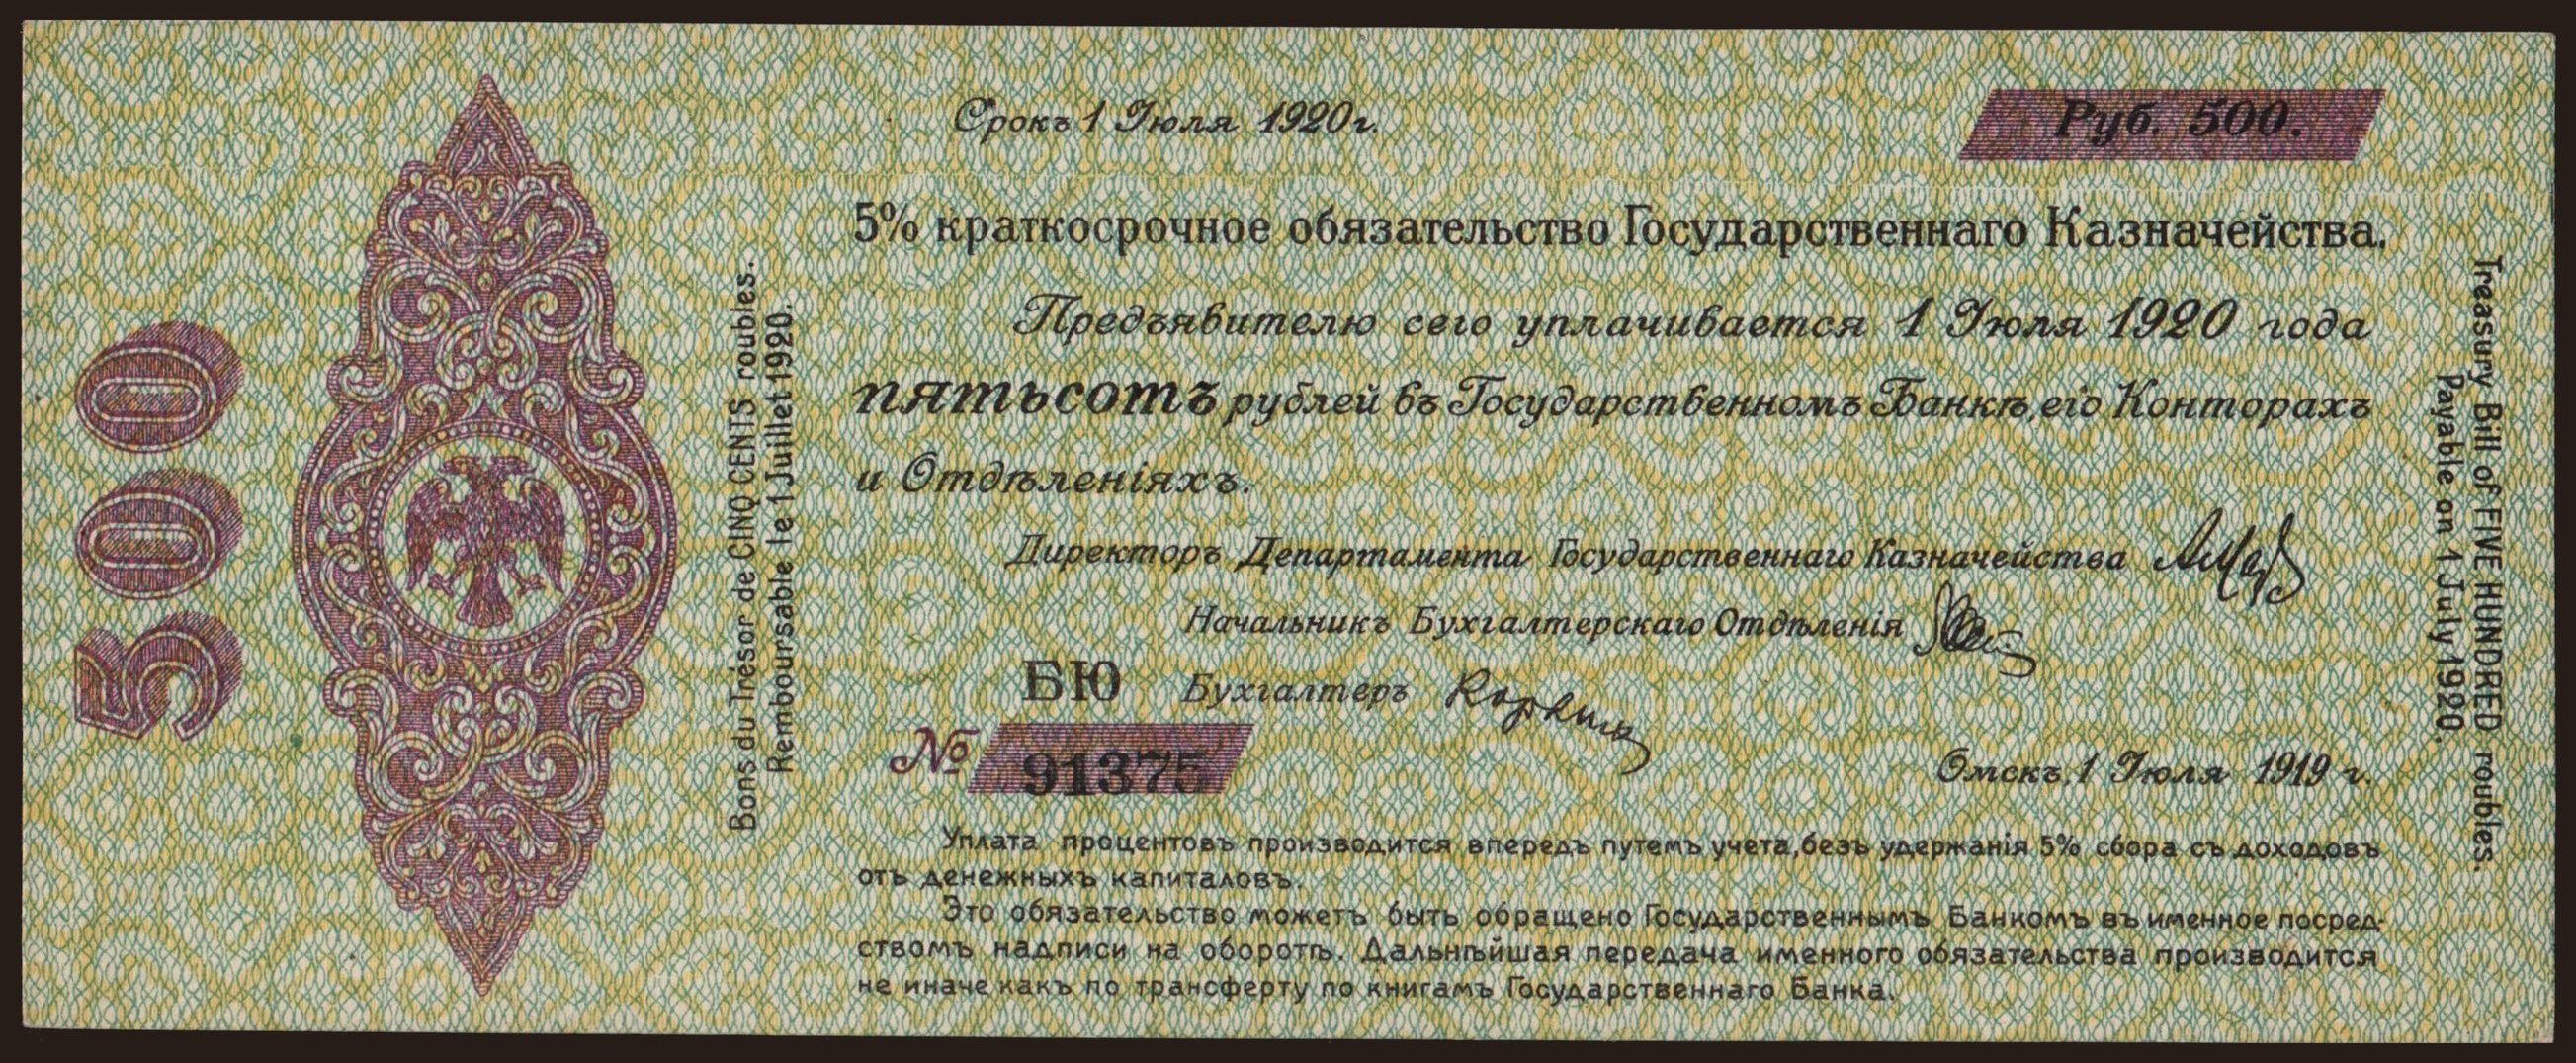 500
Bons du Trésor de CINQ CENTS roubles.
Remboursable le 1 Juillet 1920.
Срокъ 1 Іюля 1920 г.
Руб. 500.
5% краткосрочное обязательство Государственнаго Казначейства.
Предъявителю сего уплачивается 1 Іюля 1920 года
пятьсотъ рублей въ Государственномъ Банкѣ, его Конторахъ
и Отдѣленіяхъ.
Директоръ Департамента Государственнаго Казначейства
Начальникъ Бухгалтерскаго Отдѣленія
БЮ Бухгалтеръ
№ 91375
Омскъ, 1 Іюля 1919 г.
Уплата процентовъ производится впередъ путемъ учета, безъ удержанія 5% сбора съ доходовъ
отъ денежныхъ капиталовъ.
Это обязательство можетъ быть обращено Государственнымъ Банкомъ въ именное посред-
ствомъ надписи на оборотѣ. Дальнѣйшая передача именного обязательства производится
не иначе какъ по трансферту по книгамъ Государственнаго Банка.
Treasury Bill of FIVE HUNDRED roubles.
Payable on 1 July 1920.